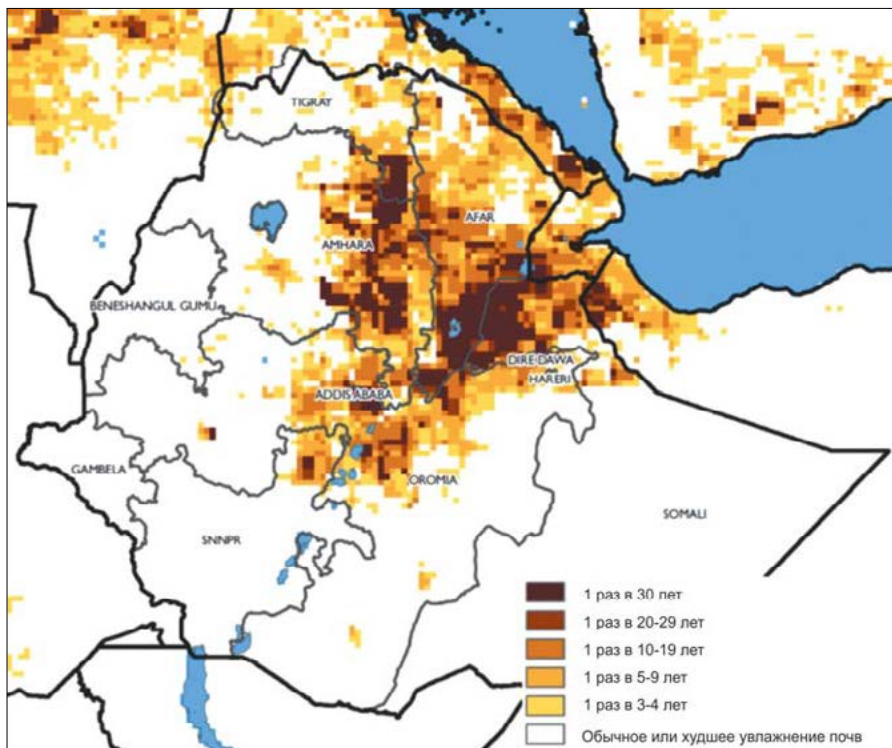 TIGRAY
AFAR
AMHARA
BENESHANGUL GUMU
DIRE DAWA
HARERI
ADDIS ABABA
GAMBELA
OROMIA
SOMALI
SNNPR
1 раз в 30 лет
1 раз в 20-29 лет
1 раз в 10-19 лет
1 раз в 5-9 лет
1 раз в 3-4 лет
Обычное или худшее увлажнение почв